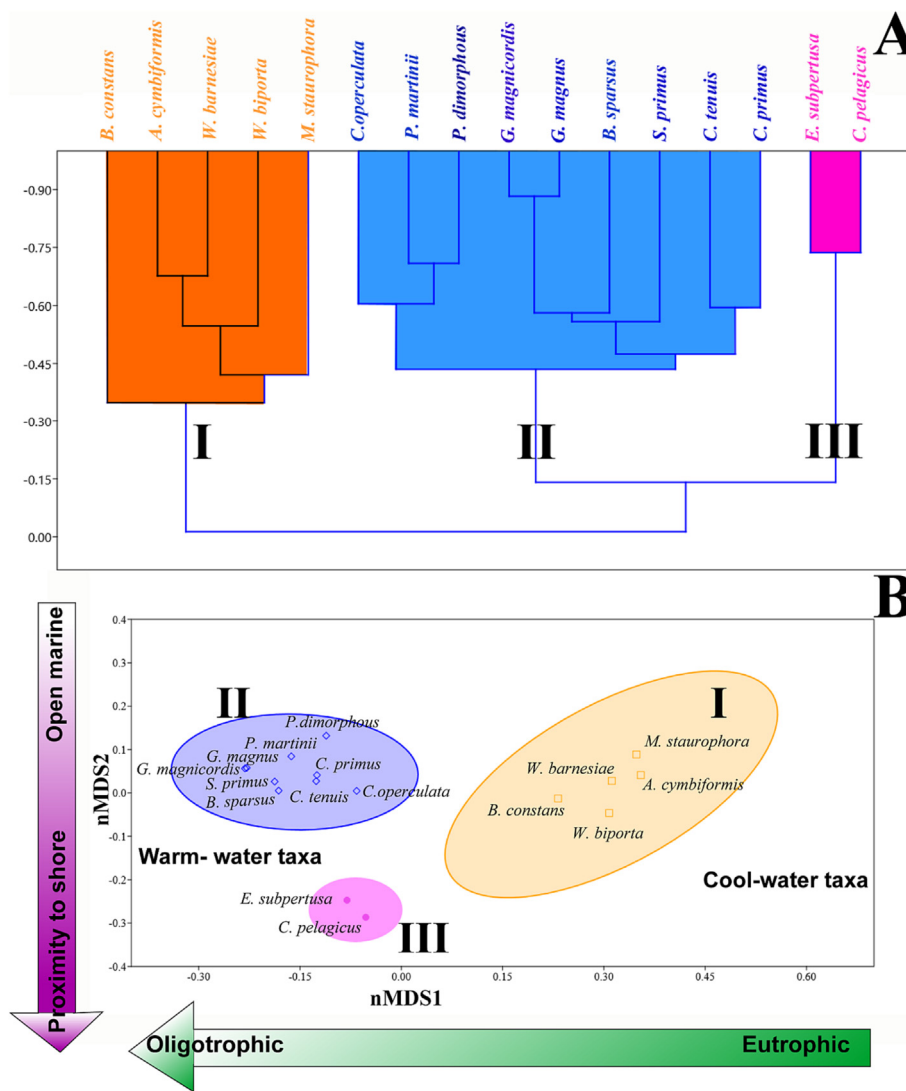 A
B. constans
A. cymbiformis
W. barnesiae
W. biporta
M. staurophora
C.operculata
P. martinii
P. dimorphous
G. magnicordis
G. magnus
B. sparsus
S. primus
C. tenuis
C. primus
E. subpertusa
C. pelagicus
-0.90
-0.75
-0.60
-0.45
-0.30
-0.15
0.00
I
II
III
B
Open marine
Proximity to shore
nMDS2
0.4
0.3
0.2
0.1
0.0
-0.1
-0.2
-0.3
-0.4
II
I
P.dimorphous
P. martinii
G. magnus
C. primus
G. magnicordis
S. primus
B. sparsus
C. tenuis
C.operculata
M. staurophora
W. barnesiae
A. cymbiformis
B. constans
W. biporta
Warm- water taxa
Cool-water taxa
E. subpertusa
C. pelagicus
III
-0.30
-0.15
0.00
0.15
0.30
0.45
0.60
nMDS1
Oligotrophic
Eutrophic